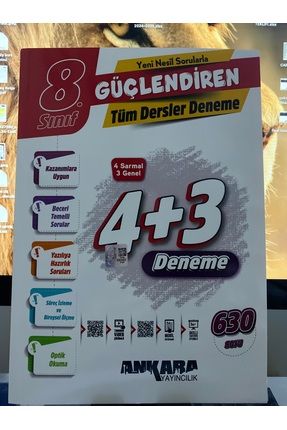 Yeni Nesil Sorularla
8.
Sınıf
GÜÇLENDİREN
Tüm Dersler Deneme
4 Sarmal
3 Genel
4+3
Deneme
Kazanımlara
Uygun
Beceri
Temelli
Sorular
Yazılıya
Hazırlık
Soruları
Süreç İzleme
ve
Bireysel Ölçme
Optik
Okuma
630
SORU
ANKARA
YAYINCILIK